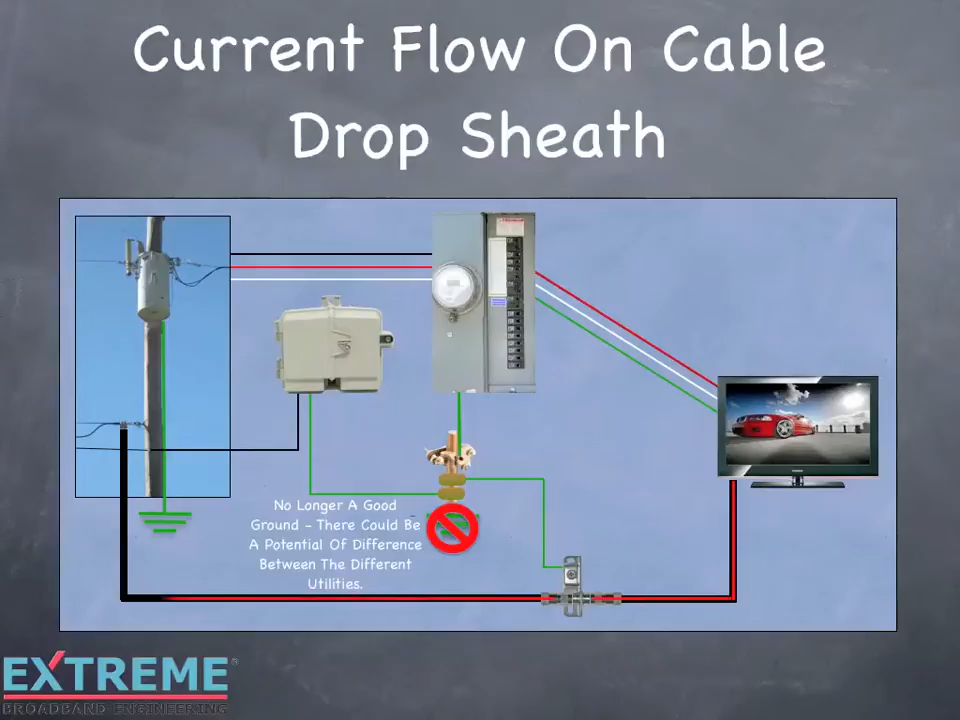 Current Flow On Cable
Drop Sheath
No Longer A Good
Ground - There Could Be
A Potential Of Difference
Between The Different
Utilities.
EXTREME
BROADBAND ENGINEERING